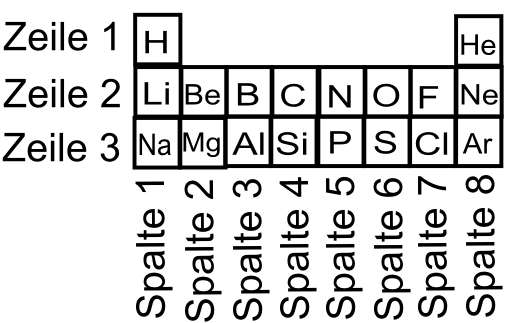 Zeile 1 H He
Zeile 2 Li Be B C N O F Ne
Zeile 3 Na Mg Al Si P S Cl Ar
Spalte 1
Spalte 2
Spalte 3
Spalte 4
Spalte 5
Spalte 6
Spalte 7
Spalte 8